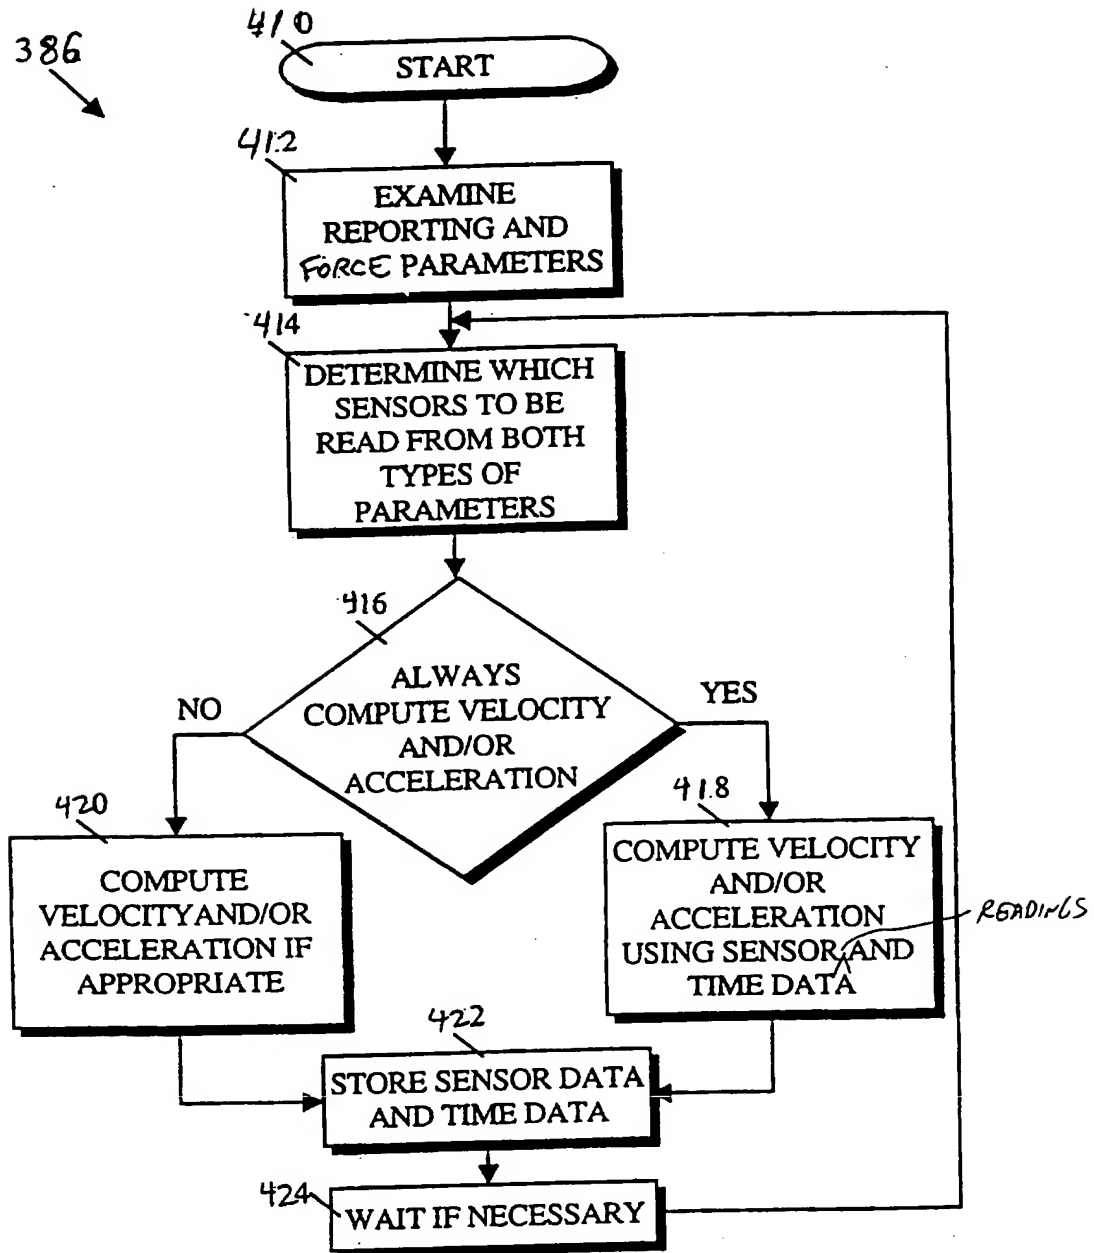 386
410
START
412
EXAMINE
REPORTING AND
FORCE PARAMETERS
414
DETERMINE WHICH
SENSORS TO BE
READ FROM BOTH
TYPES OF
PARAMETERS
416
ALWAYS
COMPUTE VELOCITY
AND/OR
ACCELERATION
NO
YES
420
COMPUTE
VELOCITYAND/OR
ACCELERATION IF
APPROPRIATE
418
COMPUTE VELOCITY
AND/OR
ACCELERATION
USING SENSOR AND
TIME DATA
READINGS
422
STORE SENSOR DATA
AND TIME DATA
424
WAIT IF NECESSARY